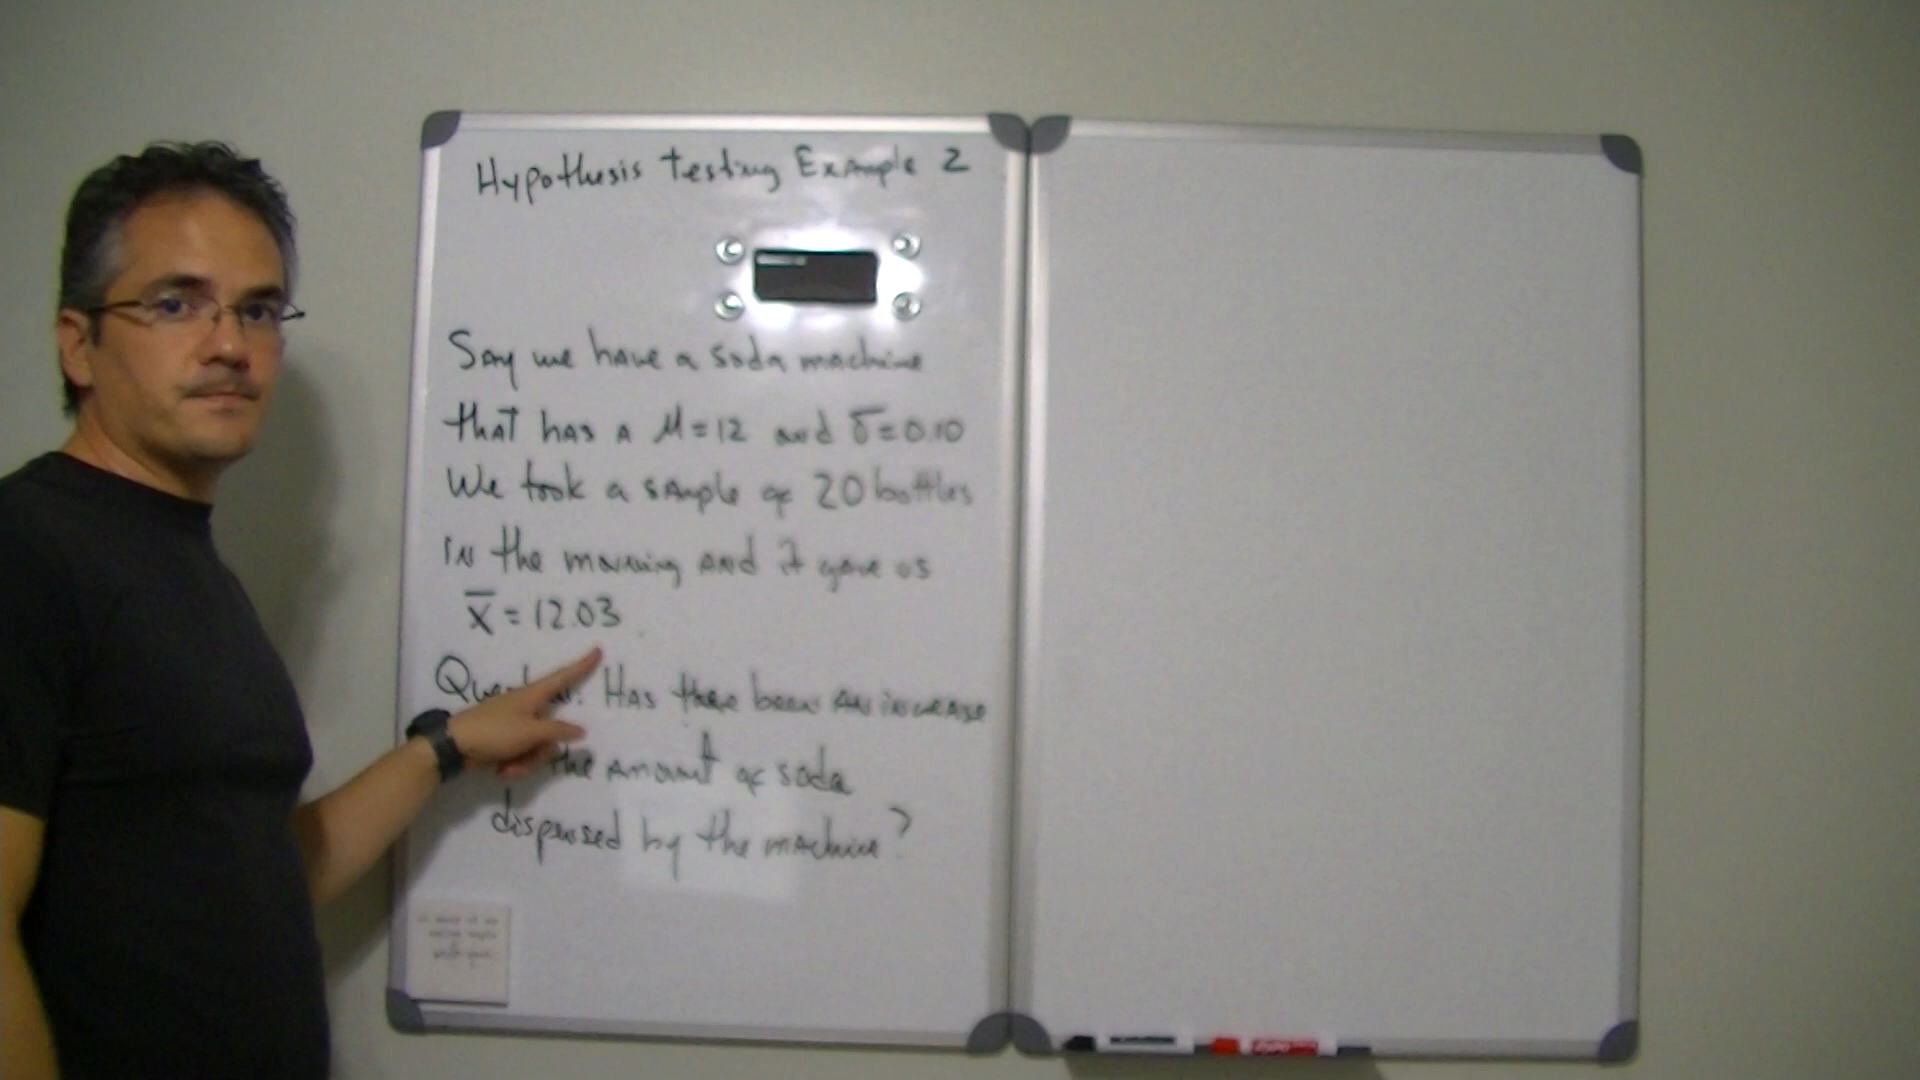 Hypothesis Testing Example 2
Say we have a soda machine
that has a μ=12 and σ=0.10
We took a sample of 20 bottles
in the morning and it gave us
x̄ = 12.03
Has there been an increase
the amount of soda
dispensed by the machine?